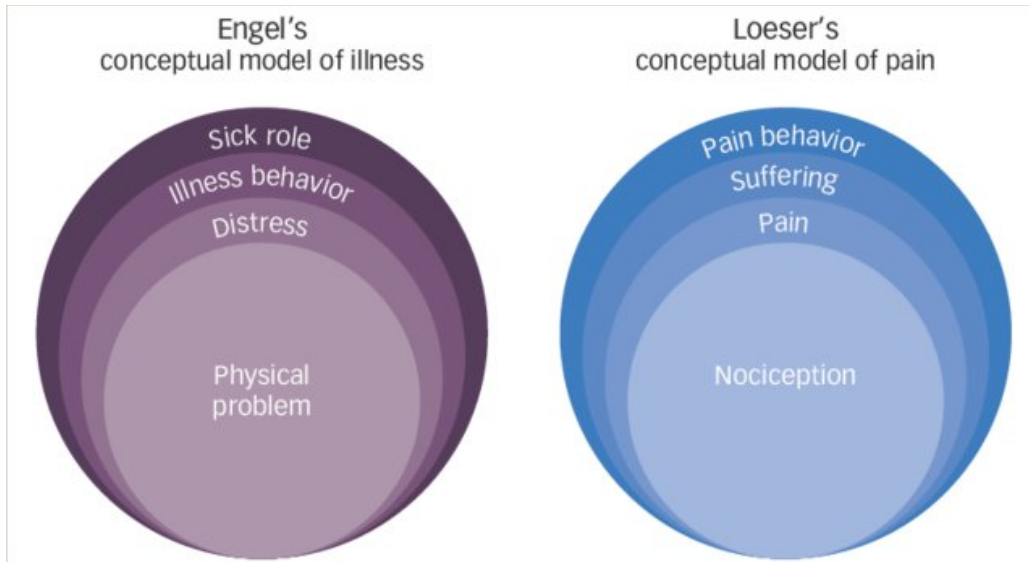 Engel's
conceptual model of illness
Sick role
Illness behavior
Distress
Physical
problem
Loeser's
conceptual model of pain
Pain behavior
Suffering
Pain
Nociception